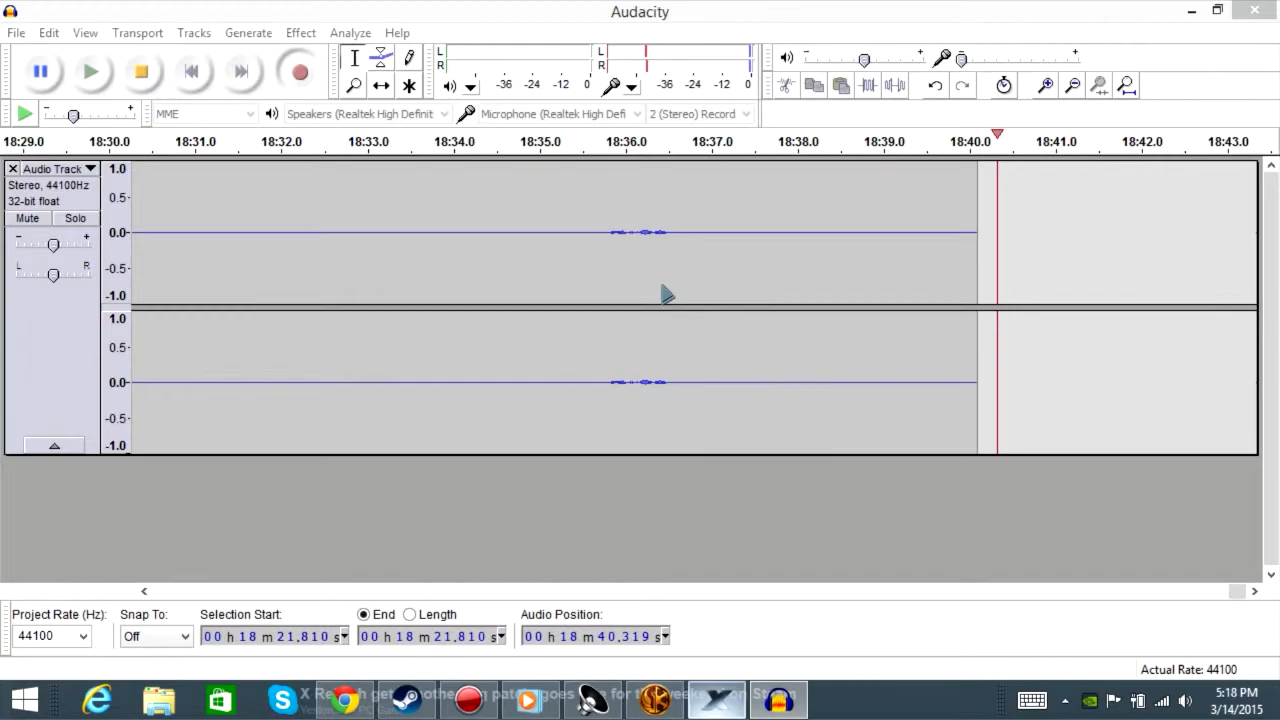 Audacity
File Edit View Transport Tracks Generate Effect Analyze Help
L
R
-36 -24 -12 0
L
R
-36 -24 -12 0
- +
- +
- +
MME
Speakers (Realtek High Definit
Microphone (Realtek High Defi
2 (Stereo) Record
18:29.0 18:30.0 18:31.0 18:32.0 18:33.0 18:34.0 18:35.0 18:36.0 18:37.0 18:38.0 18:39.0 18:40.0 18:41.0 18:42.0 18:43.0
Audio Track
Stereo, 44100Hz
32-bit float
Mute Solo
- +
L R
1.0
0.5
0.0
-0.5
-1.0
1.0
0.5
0.0
-0.5
-1.0
Project Rate (Hz):
44100
Snap To:
Off
Selection Start:
00 h 18 m 21.810 s
End
Length
00 h 18 m 21.810 s
Audio Position:
00 h 18 m 40.319 s
Actual Rate: 44100
5:18 PM
3/14/2015